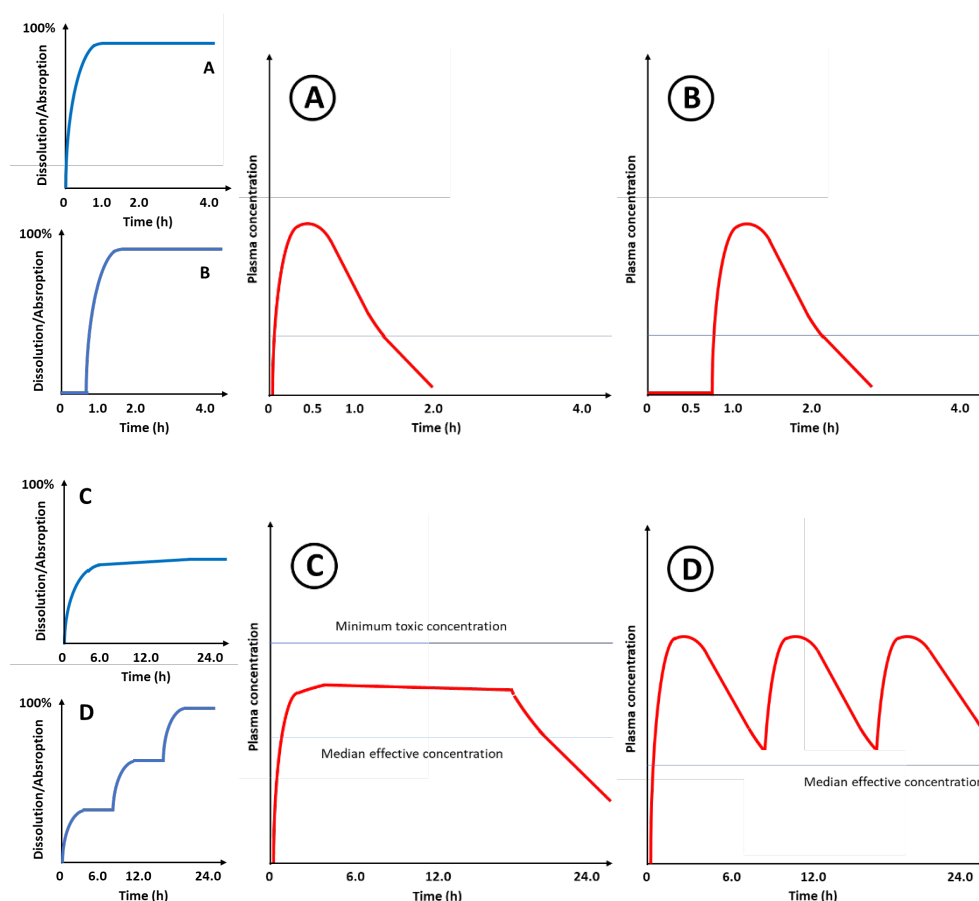 100%
A
Dissolution/Absroption
0 1.0 2.0 4.0
Time (h)
100%
B
Dissolution/Absroption
0 1.0 2.0 4.0
Time (h)
A
Plasma concentration
0 0.5 1.0 2.0 4.0
Time (h)
B
Plasma concentration
0 0.5 1.0 2.0 4.0
Time (h)
100%
C
Dissolution/Absroption
0 6.0 12.0 24.0
Time (h)
100%
D
Dissolution/Absroption
0 6.0 12.0 24.0
Time (h)
C
Minimum toxic concentration
Plasma concentration
Median effective concentration
0 6.0 12.0 24.0
Time (h)
D
Plasma concentration
Median effective concentration
0 6.0 12.0 24.0
Time (h)